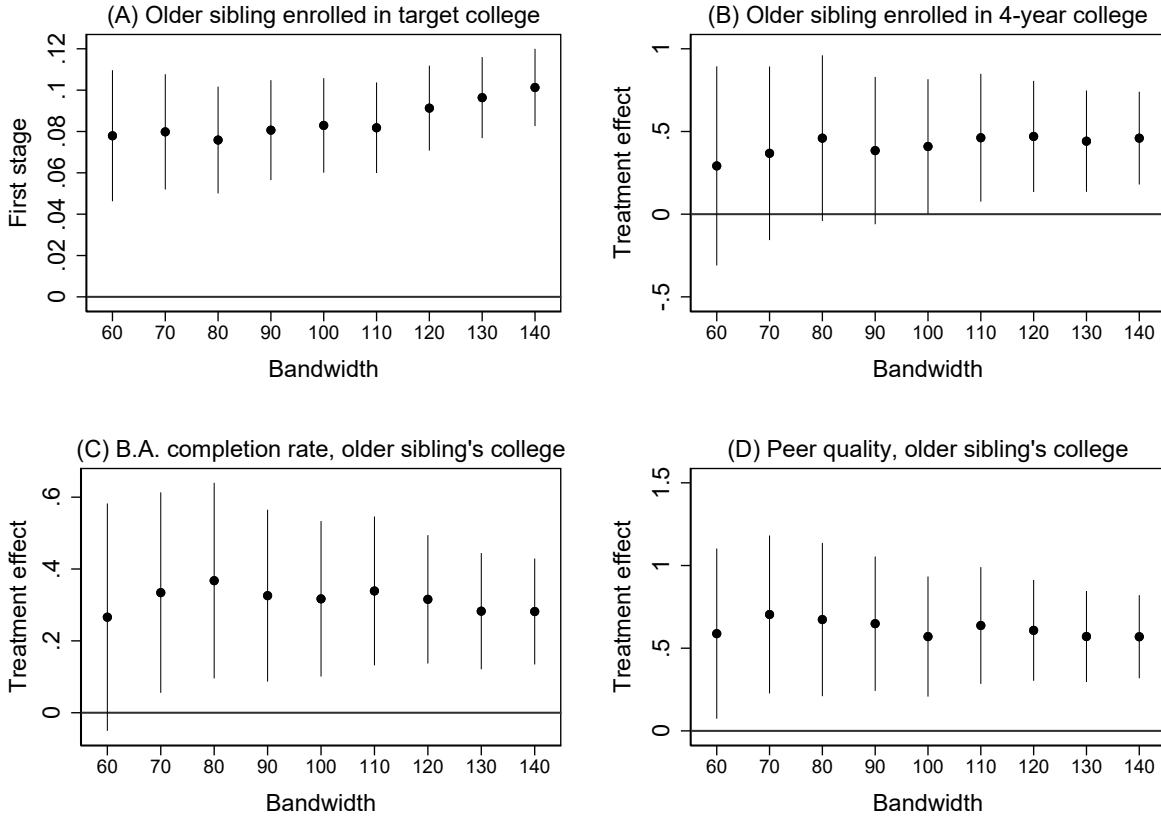 (A) Older sibling enrolled in target college
First stage
.12
.1
.08
.06
.04
.02
0
60 70 80 90 100 110 120 130 140
Bandwidth
(B) Older sibling enrolled in 4-year college
Treatment effect
1
.5
0
-.5
60 70 80 90 100 110 120 130 140
Bandwidth
(C) B.A. completion rate, older sibling's college
Treatment effect
.6
.4
.2
0
60 70 80 90 100 110 120 130 140
Bandwidth
(D) Peer quality, older sibling's college
Treatment effect
1.5
1
.5
0
60 70 80 90 100 110 120 130 140
Bandwidth